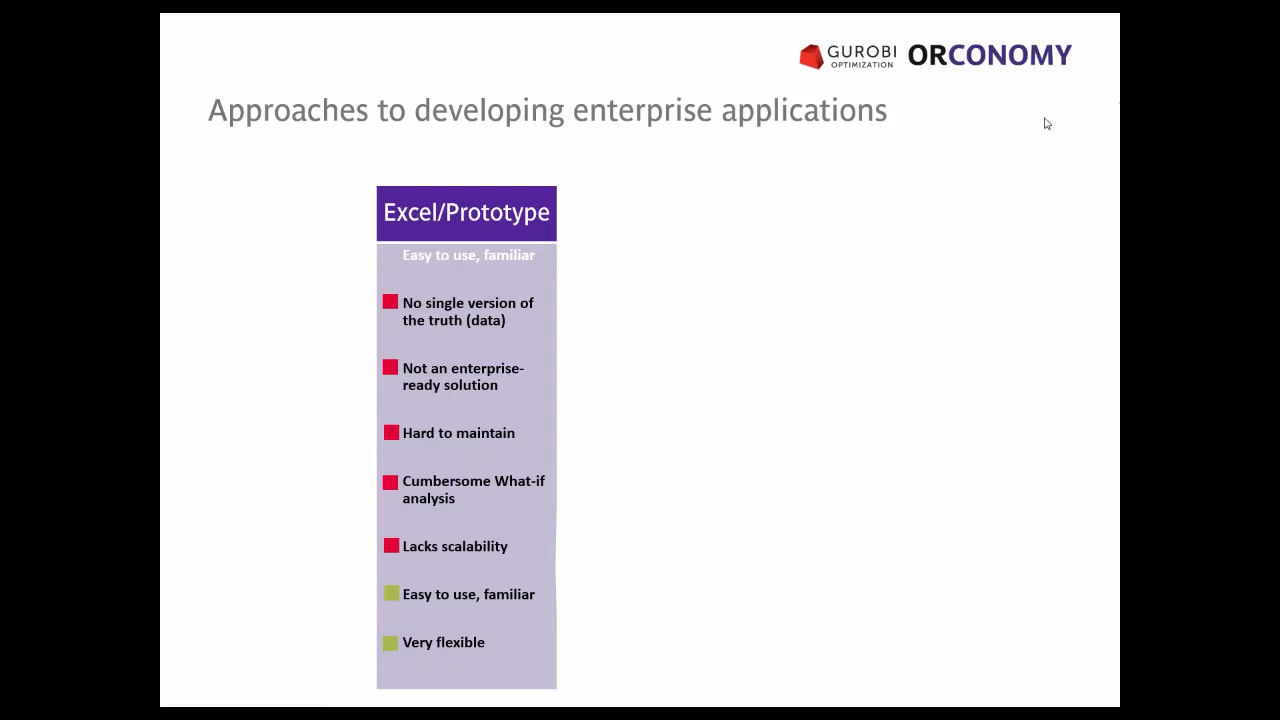 GUROBI
OPTIMIZATION
ORCONOMY
Approaches to developing enterprise applications
Excel/Prototype
Easy to use, familiar
No single version of
the truth (data)
Not an enterprise-
ready solution
Hard to maintain
Cumbersome What-if
analysis
Lacks scalability
Easy to use, familiar
Very flexible